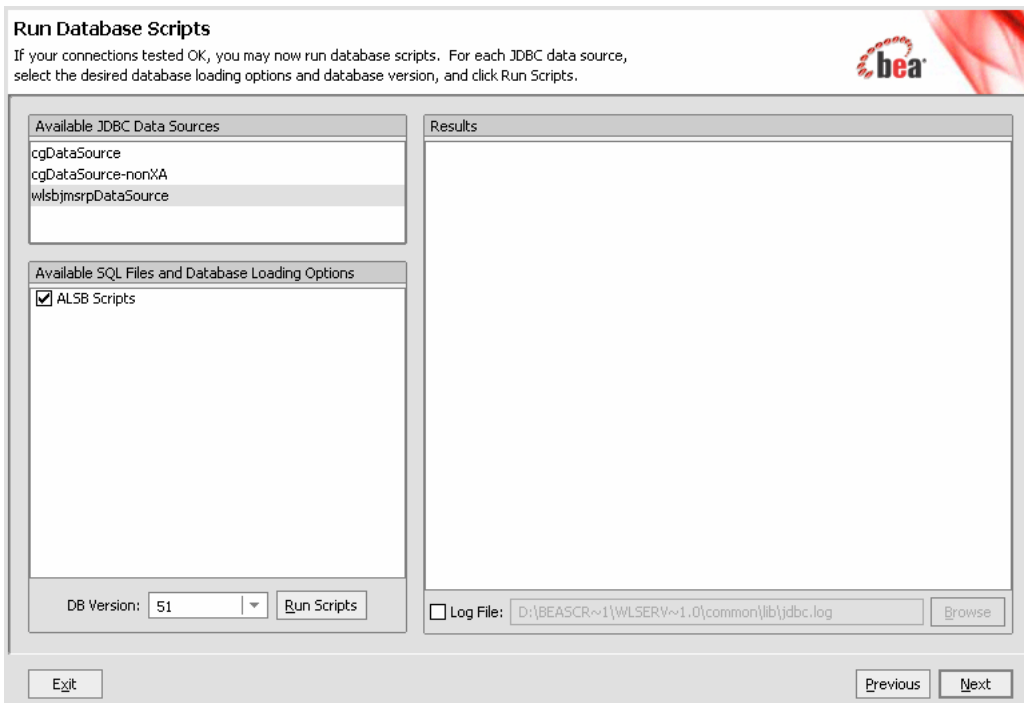 Run Database Scripts
If your connections tested OK, you may now run database scripts. For each JDBC data source,
select the desired database loading options and database version, and click Run Scripts.
bea
Available JDBC Data Sources
cgDataSource
cgDataSource-nonXA
wlsbjmsrpDataSource
Available SQL Files and Database Loading Options
ALSB Scripts
DB Version: 51 Run Scripts
Results
Log File: D:\BEASCR~1\WLSERV~1.0\common\lib\jdbc.log Browse
Exit Previous Next